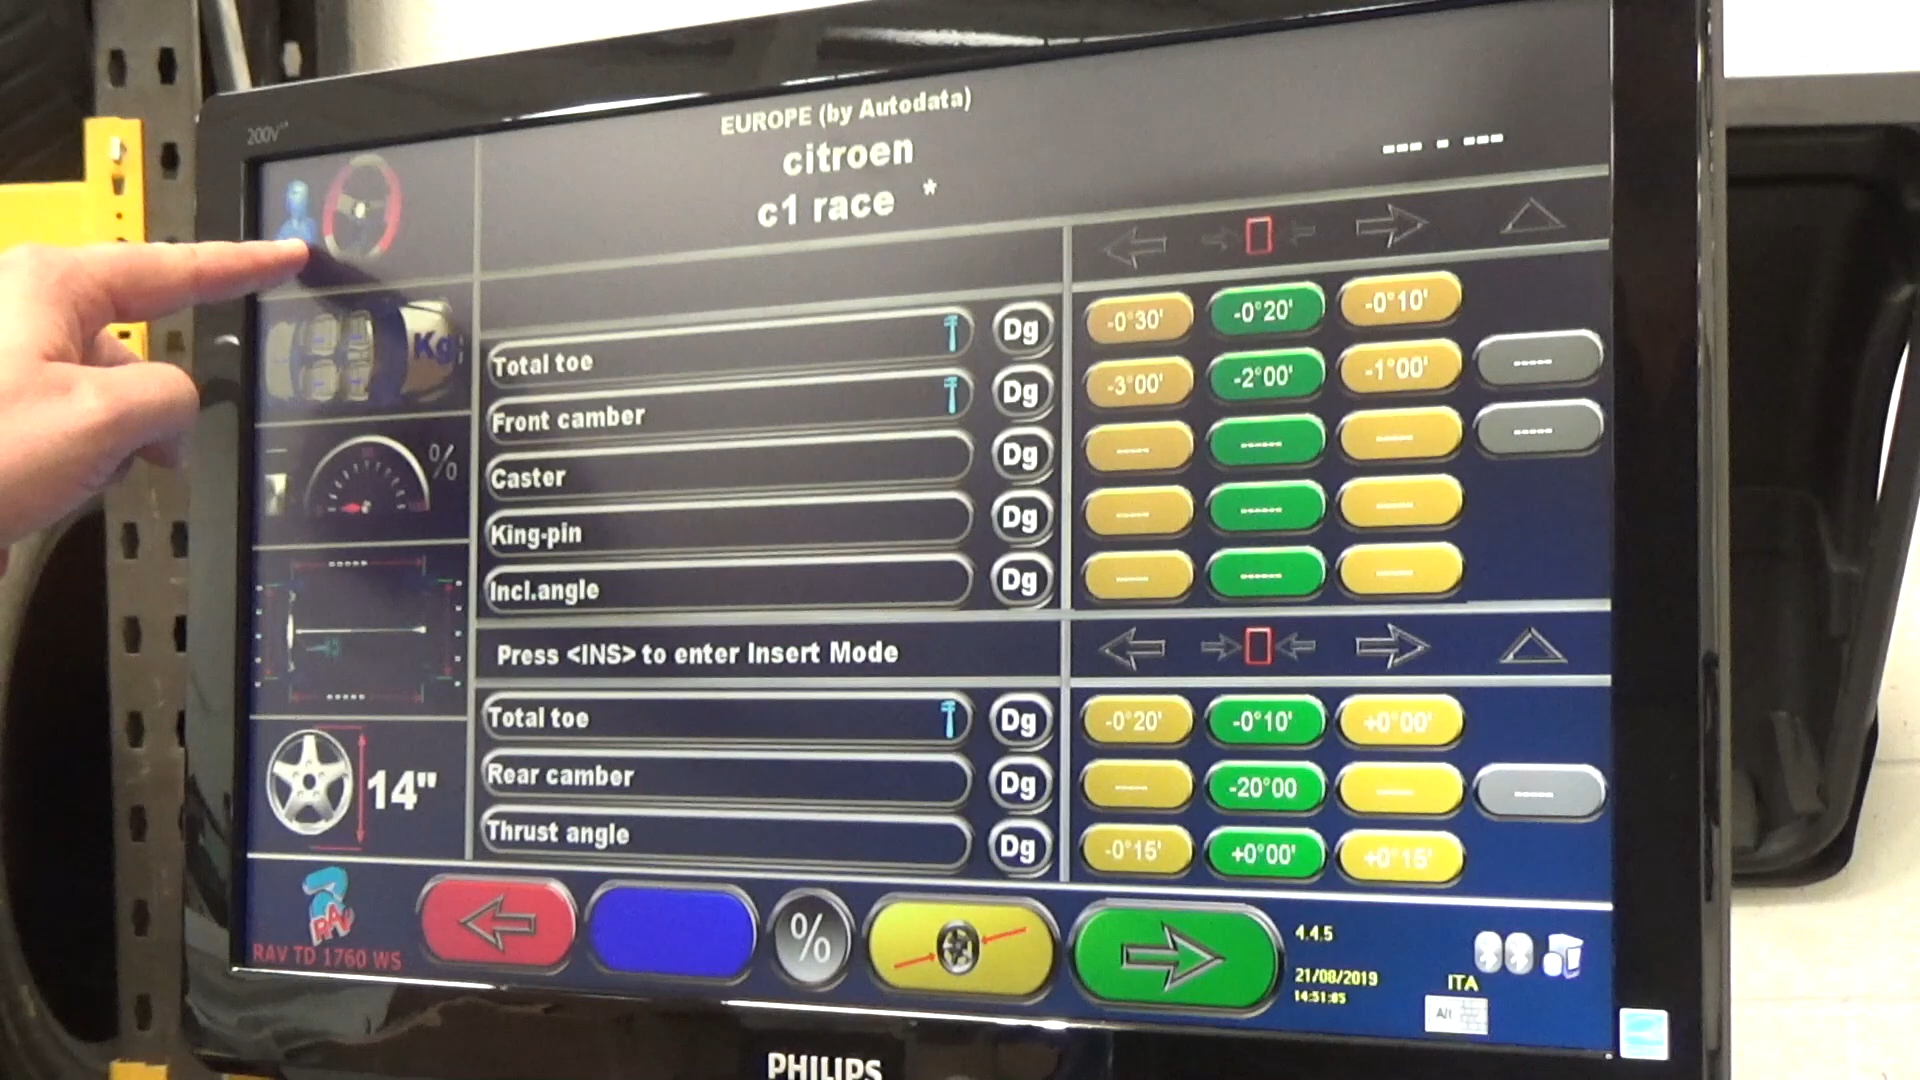 200V
EUROPE (by Autodata)
citroen
c1 race *
--- - ---
Kg
%
14"
Total toe Dg -0°30' -0°20' -0°10'
Front camber Dg -3°00' -2°00' -1°00' -----
Caster Dg ----- ------ ----- -----
King-pin Dg ----- ------ -----
Incl.angle Dg ----- ------ -----
Press <INS> to enter Insert Mode
Total toe Dg -0°20' -0°10' +0°00'
Rear camber Dg ----- -20°00 ----- -----
Thrust angle Dg -0°15' +0°00' +0°15'
RAV
RAV TD 1760 WS
%
4.4.5
21/08/2019
14:51:05
ITA
A/I
PHILIPS